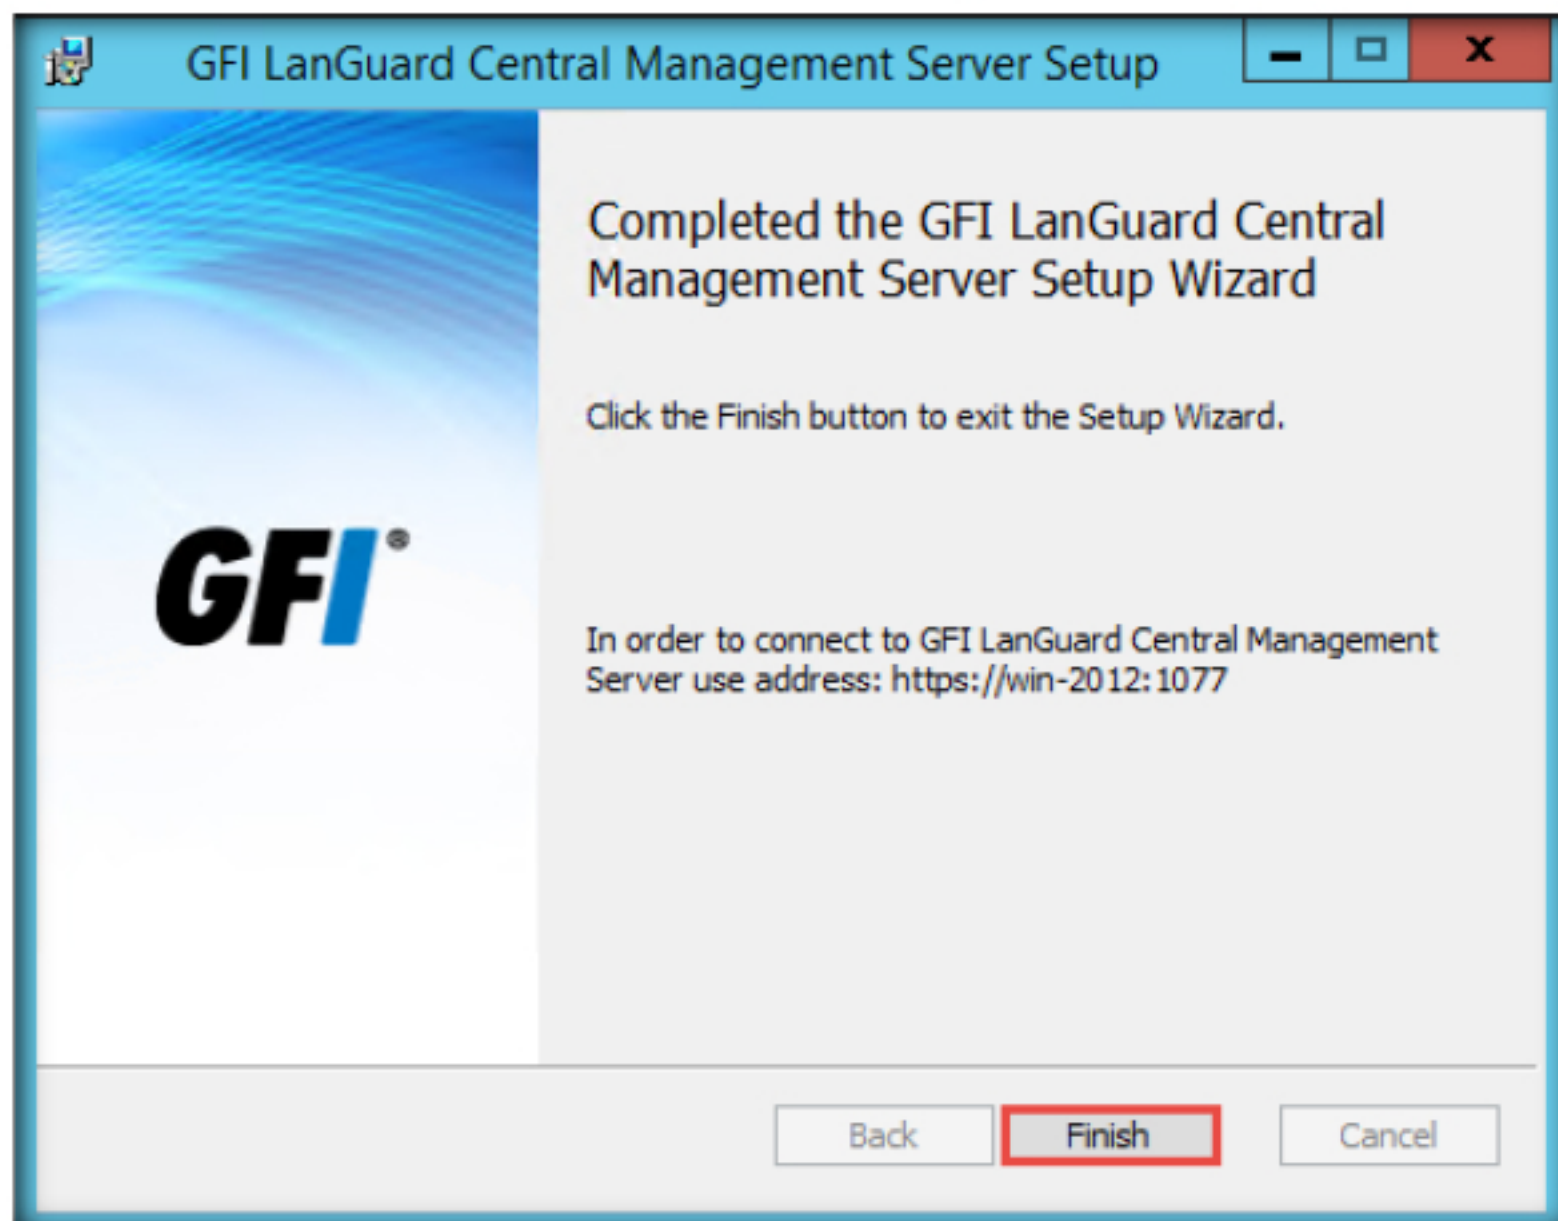 GFI LanGuard Central Management Server Setup
Completed the GFI LanGuard Central
Management Server Setup Wizard
Click the Finish button to exit the Setup Wizard.
GFI®
In order to connect to GFI LanGuard Central Management
Server use address: https://win-2012:1077
Back
Finish
Cancel